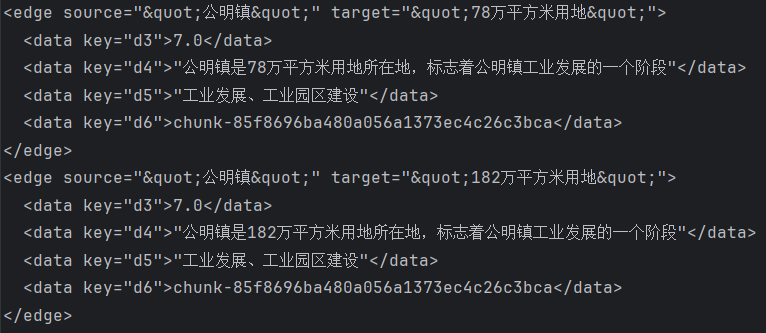 <edge source="&quot;公明镇&quot;" target="&quot;78万平方米用地&quot;">
<data key="d3">7.0</data>
<data key="d4">"公明镇是78万平方米用地所在地，标志着公明镇工业发展的一个阶段"</data>
<data key="d5">"工业发展、工业园区建设"</data>
<data key="d6">chunk-85f8696ba480a056a1373ec4c26c3bca</data>
</edge>
<edge source="&quot;公明镇&quot;" target="&quot;182万平方米用地&quot;">
<data key="d3">7.0</data>
<data key="d4">"公明镇是182万平方米用地所在地，标志着公明镇工业发展的一个阶段"</data>
<data key="d5">"工业发展、工业园区建设"</data>
<data key="d6">chunk-85f8696ba480a056a1373ec4c26c3bca</data>
</edge>